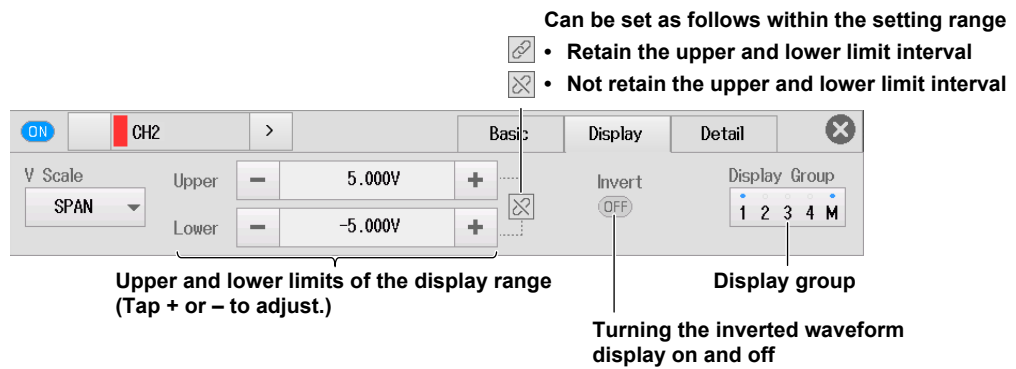 Can be set as follows within the setting range
• Retain the upper and lower limit interval
• Not retain the upper and lower limit interval
ON CH2 > Basic Display Detail
V Scale Upper − 5.000V + Invert Display Group
SPAN OFF 1 2 3 4 M
Lower − −5.000V +
Upper and lower limits of the display range
(Tap + or – to adjust.)
Display group
Turning the inverted waveform
display on and off